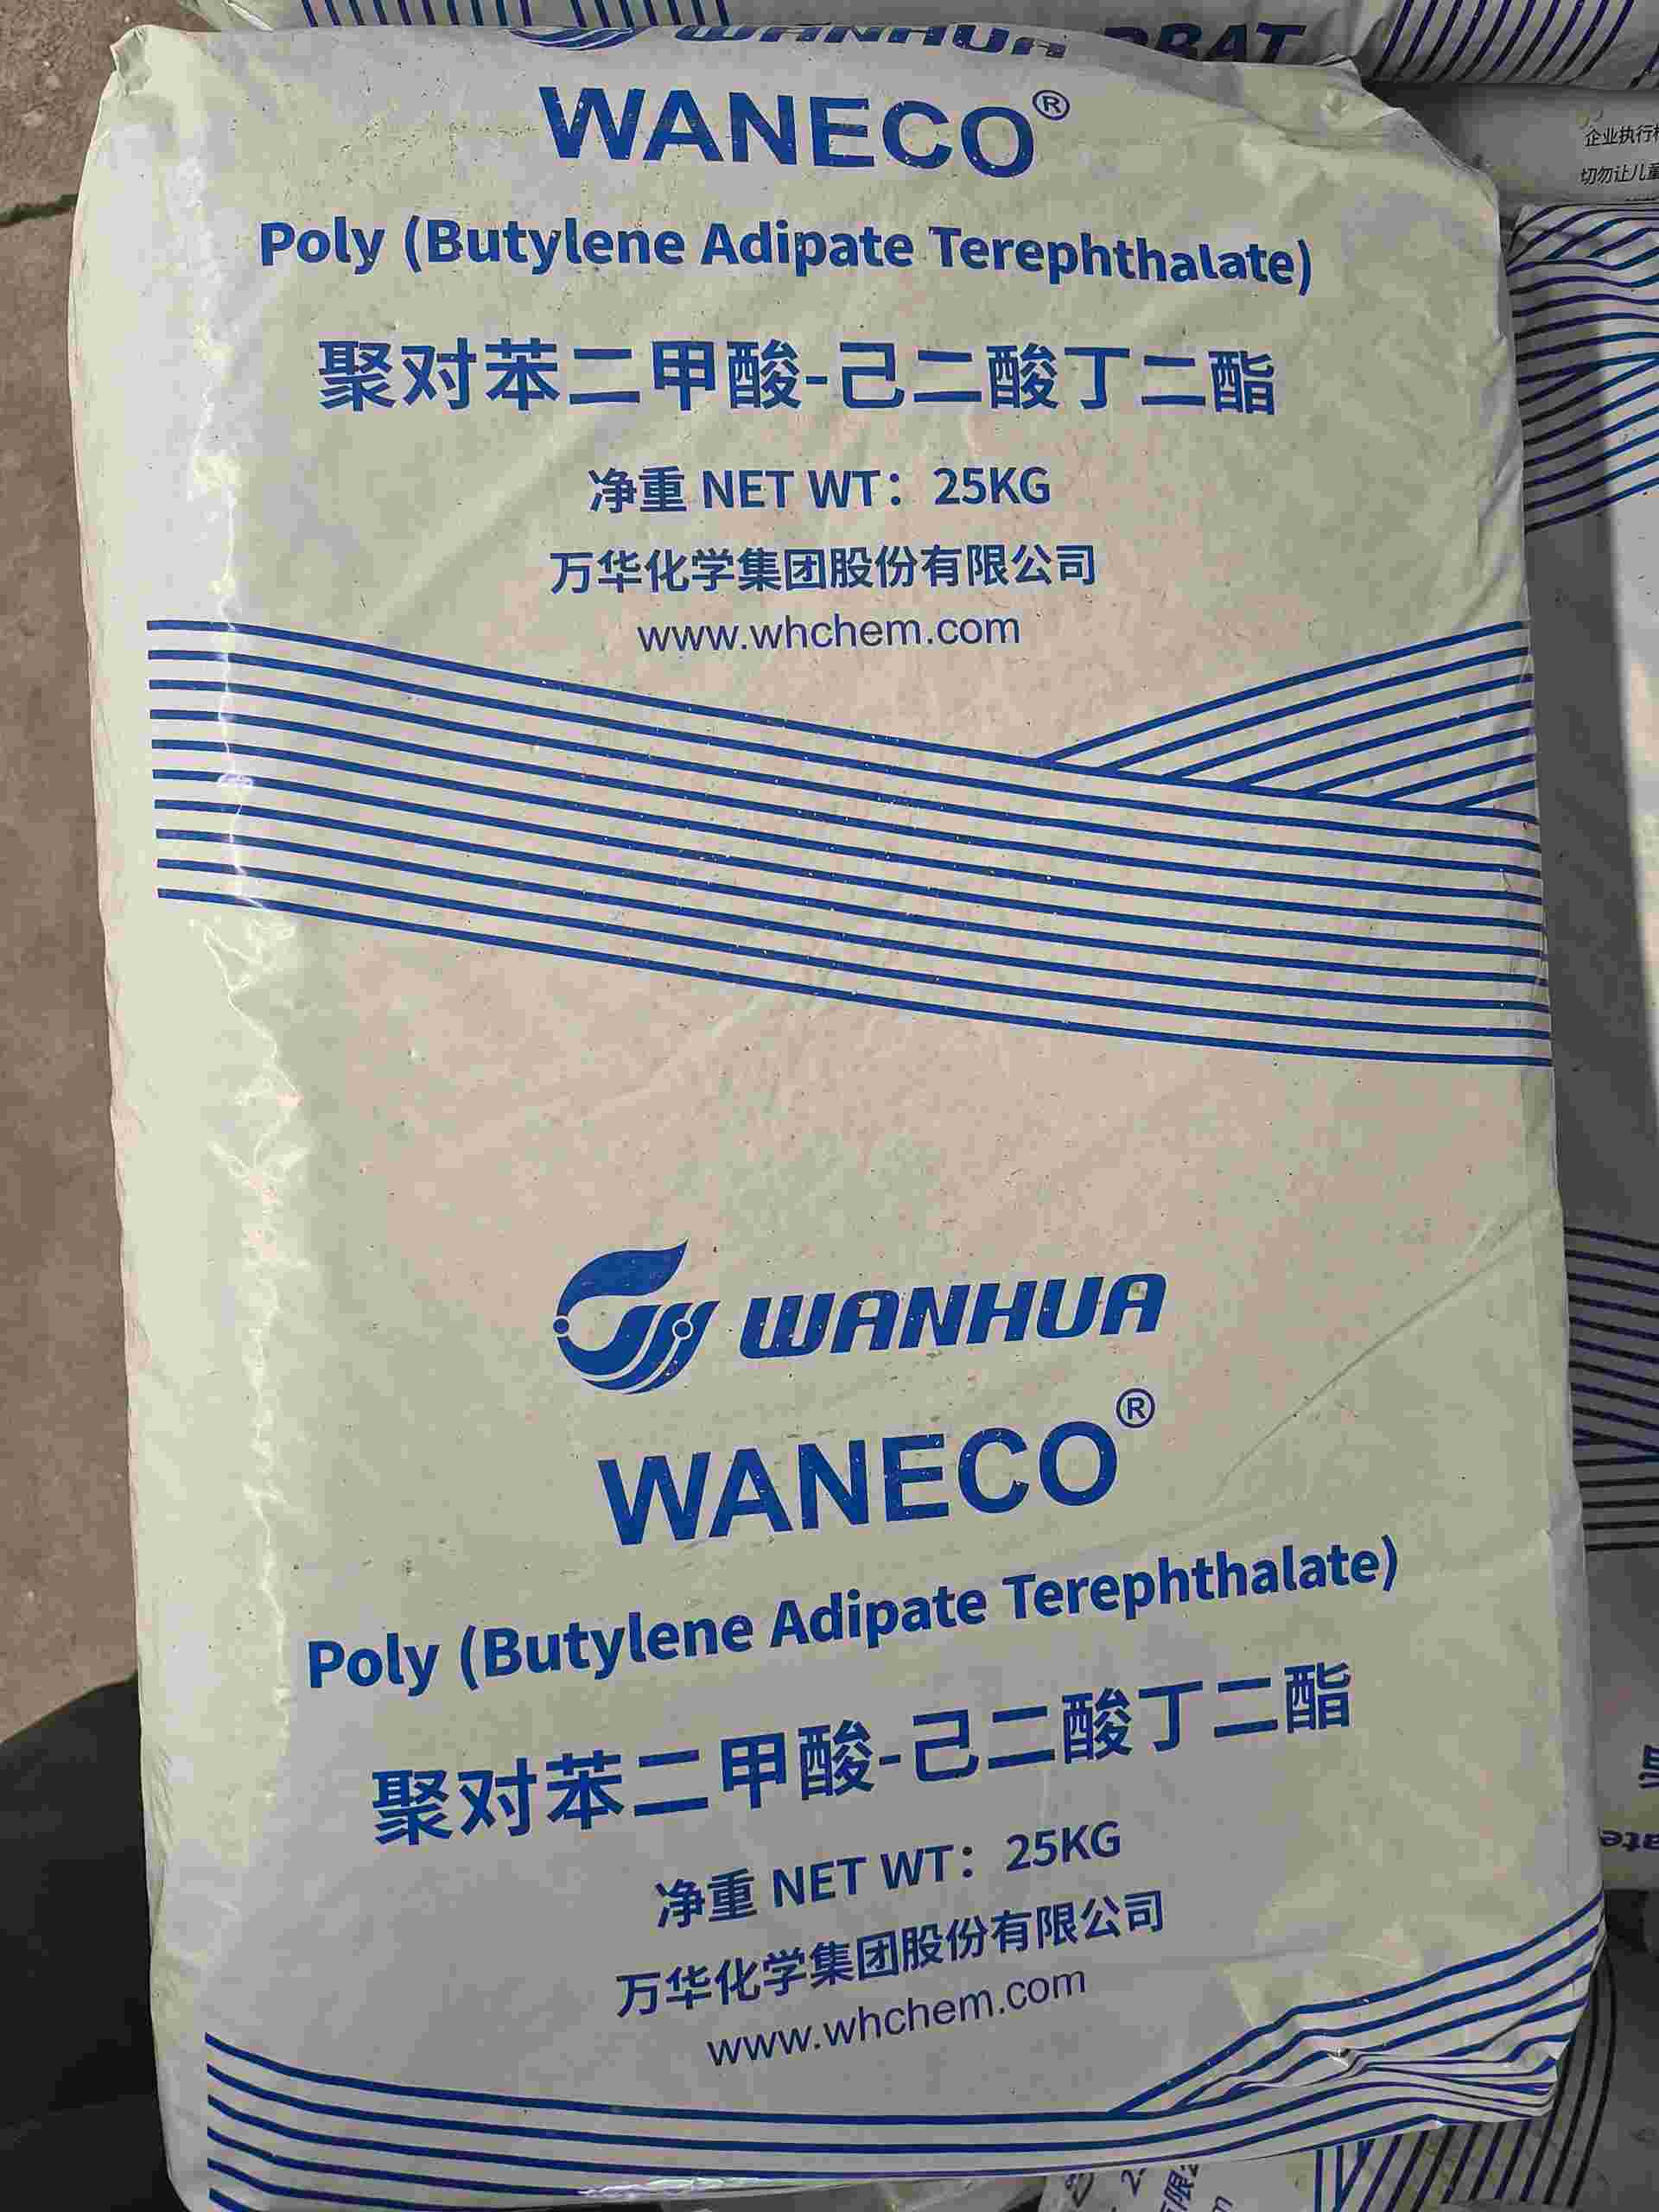 WANHUA PBAT
WANECO®
Poly (Butylene Adipate Terephthalate)
聚对苯二甲酸-己二酸丁二酯
净重 NET WT：25KG
万华化学集团股份有限公司
www.whchem.com
WANHUA
WANECO®
Poly (Butylene Adipate Terephthalate)
聚对苯二甲酸-己二酸丁二酯
净重 NET WT：25KG
万华化学集团股份有限公司
www.whchem.com
企业执行
切勿让儿童